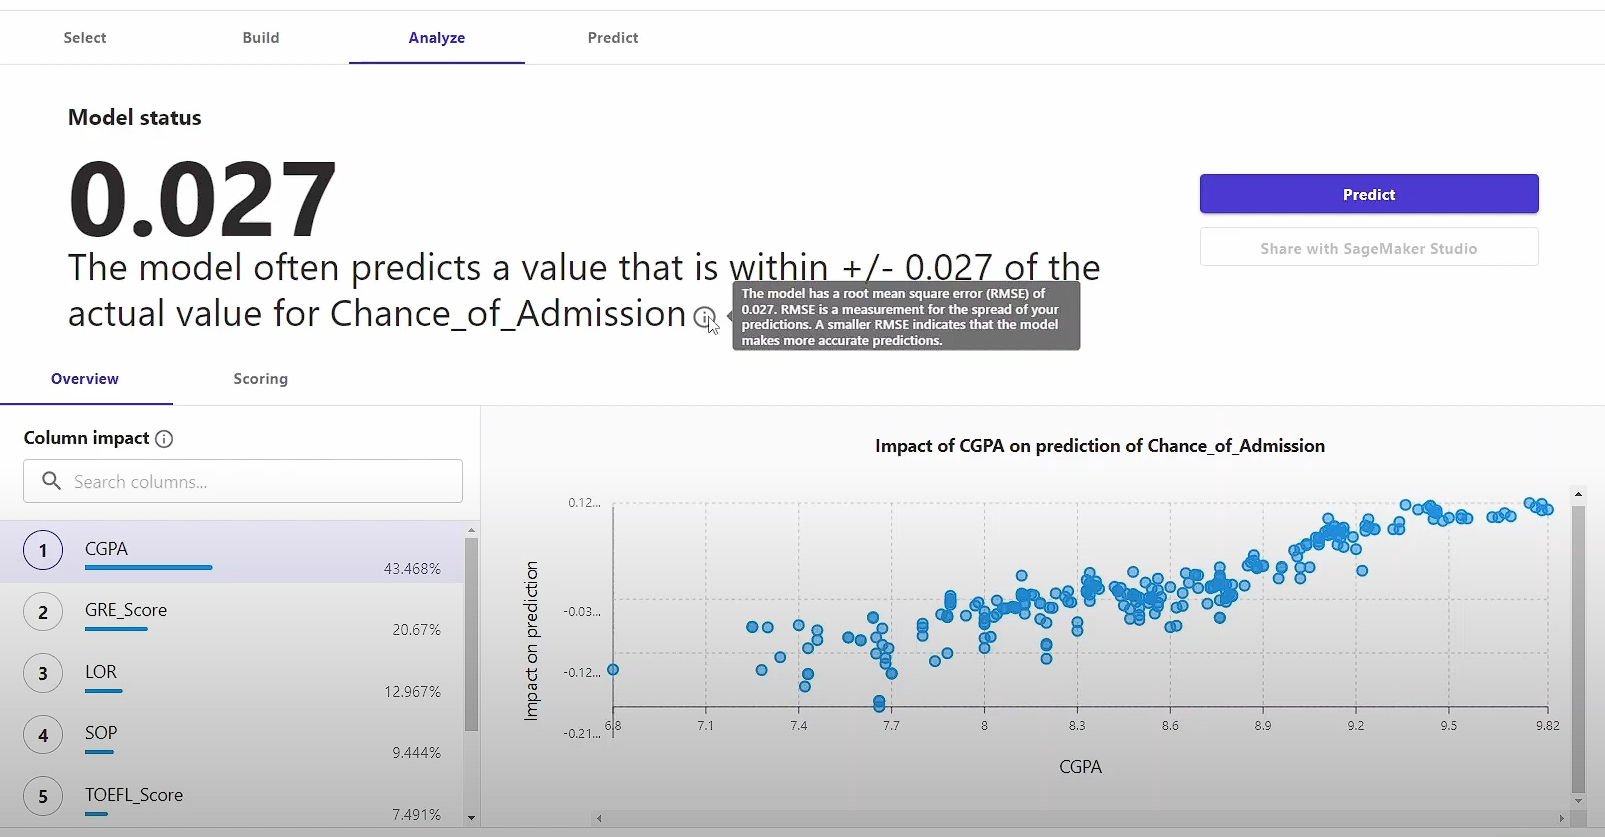 Select Build Analyze Predict
Model status
0.027
The model often predicts a value that is within +/- 0.027 of the
actual value for Chance_of_Admission
The model has a root mean square error (RMSE) of
0.027. RMSE is a measurement for the spread of your
predictions. A smaller RMSE indicates that the model
makes more accurate predictions.
Predict
Share with SageMaker Studio
Overview Scoring
Column impact
Search columns...
1 CGPA 43.468%
2 GRE_Score 20.67%
3 LOR 12.967%
4 SOP 9.444%
5 TOEFL_Score 7.491%
Impact of CGPA on prediction of Chance_of_Admission
Impact on prediction
0.12...
-0.03...
-0.12...
-0.21...
6.8 7.1 7.4 7.7 8 8.3 8.6 8.9 9.2 9.5 9.82
CGPA